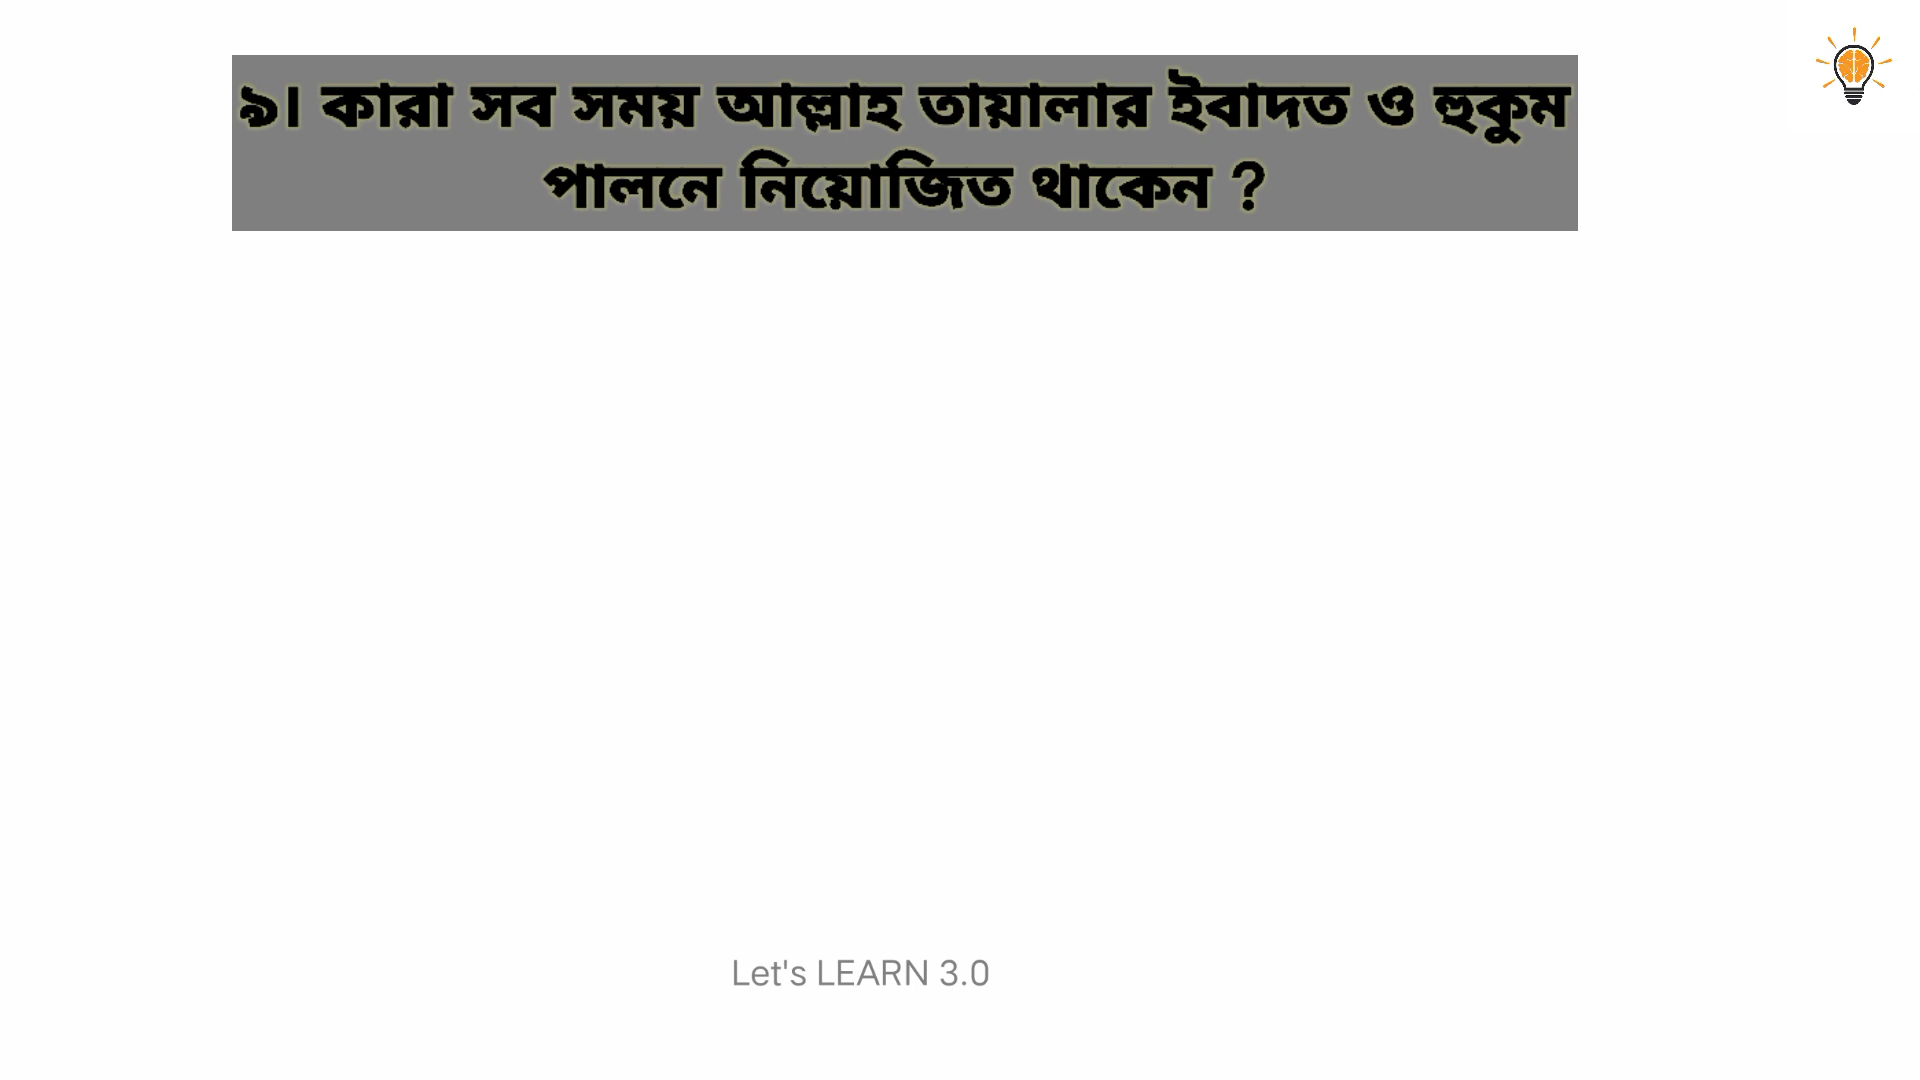 ৯। কারা সব সময় আল্লাহ তায়ালার ইবাদত ও হুকুম
পালনে নিয়োজিত থাকেন ?
Let's LEARN 3.0